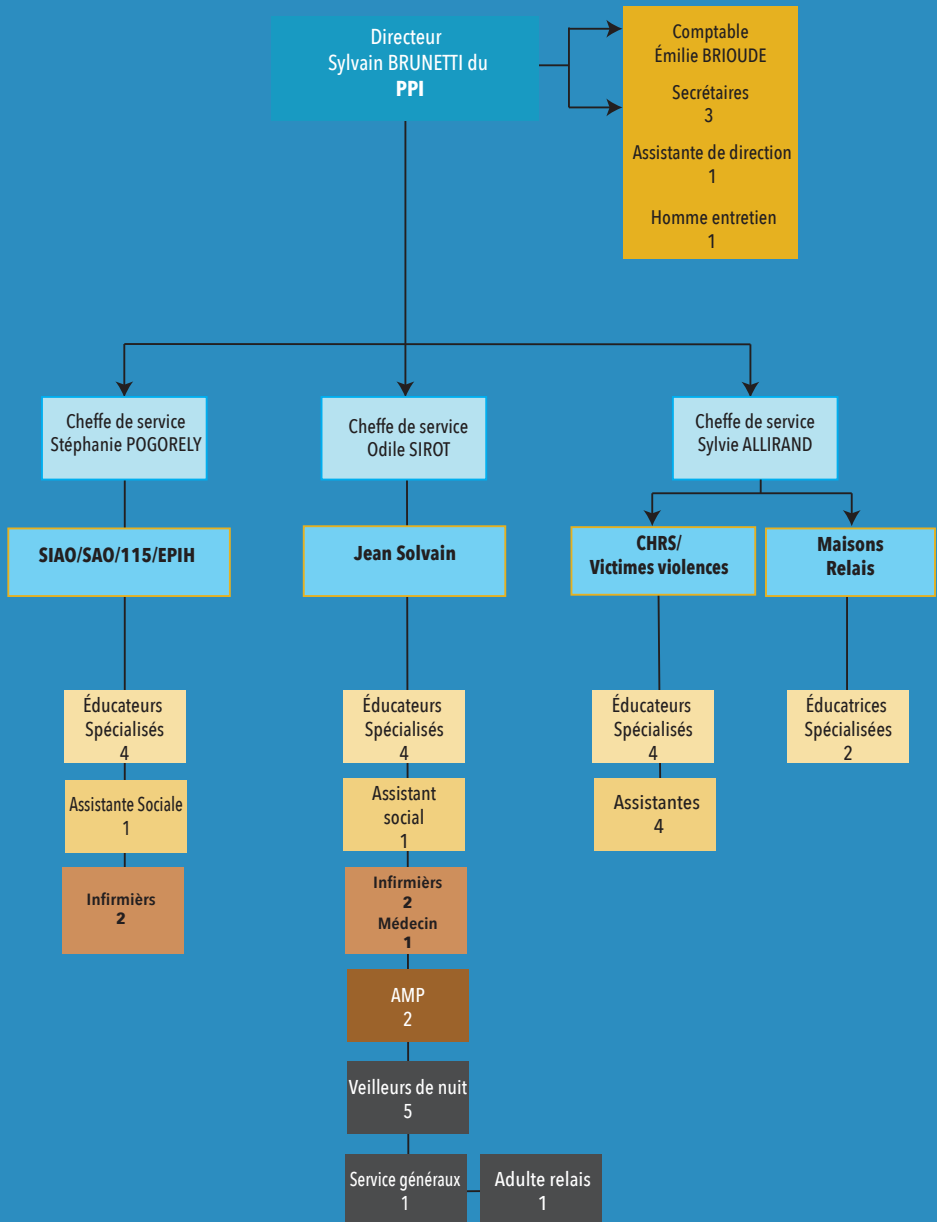 Directeur
Sylvain BRUNETTI du
PPI
Comptable
Émilie BRIOUDE
Secrétaires
3
Assistante de direction
1
Homme entretien
1
Cheffe de service
Stéphanie POGORELY
Cheffe de service
Odile SIROT
Cheffe de service
Sylvie ALLIRAND
SIAO/SAO/115/EPIH
Jean Solvain
CHRS/
Victimes violences
Maisons
Relais
Éducateurs
Spécialisés
4
Assistante Sociale
1
Infirmièrs
2
Éducateurs
Spécialisés
4
Assistant
social
1
Infirmièrs
2
Médecin
1
AMP
2
Veilleurs de nuit
5
Service généraux
1
Adulte relais
1
Éducateurs
Spécialisés
4
Assistantes
4
Éducatrices
Spécialisées
2